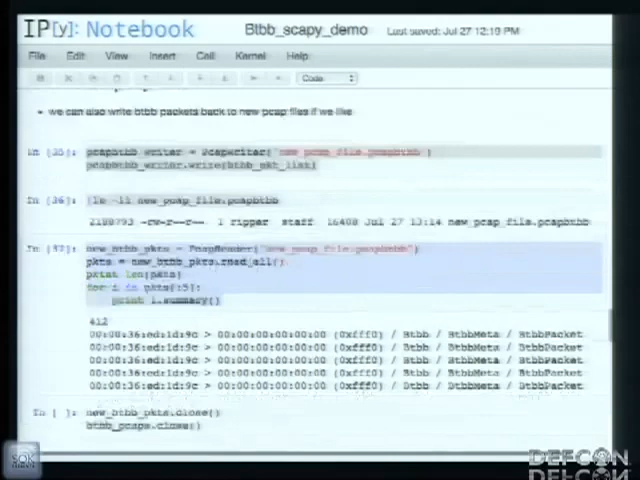 IP[y]: Notebook Btbb_scapy_demo Last saved: Jul 27 12:19 PM
File Edit View Insert Cell Kernel Help
Code
• we can also write btbb packets back to new pcap files if we like
In [35]: pcapbtbb_writer = PcapWriter("new_pcap_file.pcapbtbb")
pcapbtbb_writer.write(btbb_pkt_list)
In [36]: !ls -li new_pcap_file.pcapbtbb
2188793 -rw-r--r-- 1 ripper staff 16408 Jul 27 13:14 new_pcap_file.pcapbtbb
In [37]: new_btbb_pkts = PcapReader("new_pcap_file.pcapbtbb")
pkts = new_btbb_pkts.read_all()
print len(pkts)
for i in pkts[:5]:
print i.summary()
412
00:00:36:ed:1d:9c > 00:00:00:00:00:00 (0xfff0) / Btbb / BtbbMeta / BtbbPacket
00:00:36:ed:1d:9c > 00:00:00:00:00:00 (0xfff0) / Btbb / BtbbMeta / BtbbPacket
00:00:36:ed:1d:9c > 00:00:00:00:00:00 (0xfff0) / Btbb / BtbbMeta / BtbbPacket
00:00:36:ed:1d:9c > 00:00:00:00:00:00 (0xfff0) / Btbb / BtbbMeta / BtbbPacket
00:00:36:ed:1d:9c > 00:00:00:00:00:00 (0xfff0) / Btbb / BtbbMeta / BtbbPacket
In [ ]: new_btbb_pkts.close()
btbb_pcaps.close()
SOK
DEFCON
DEFCON